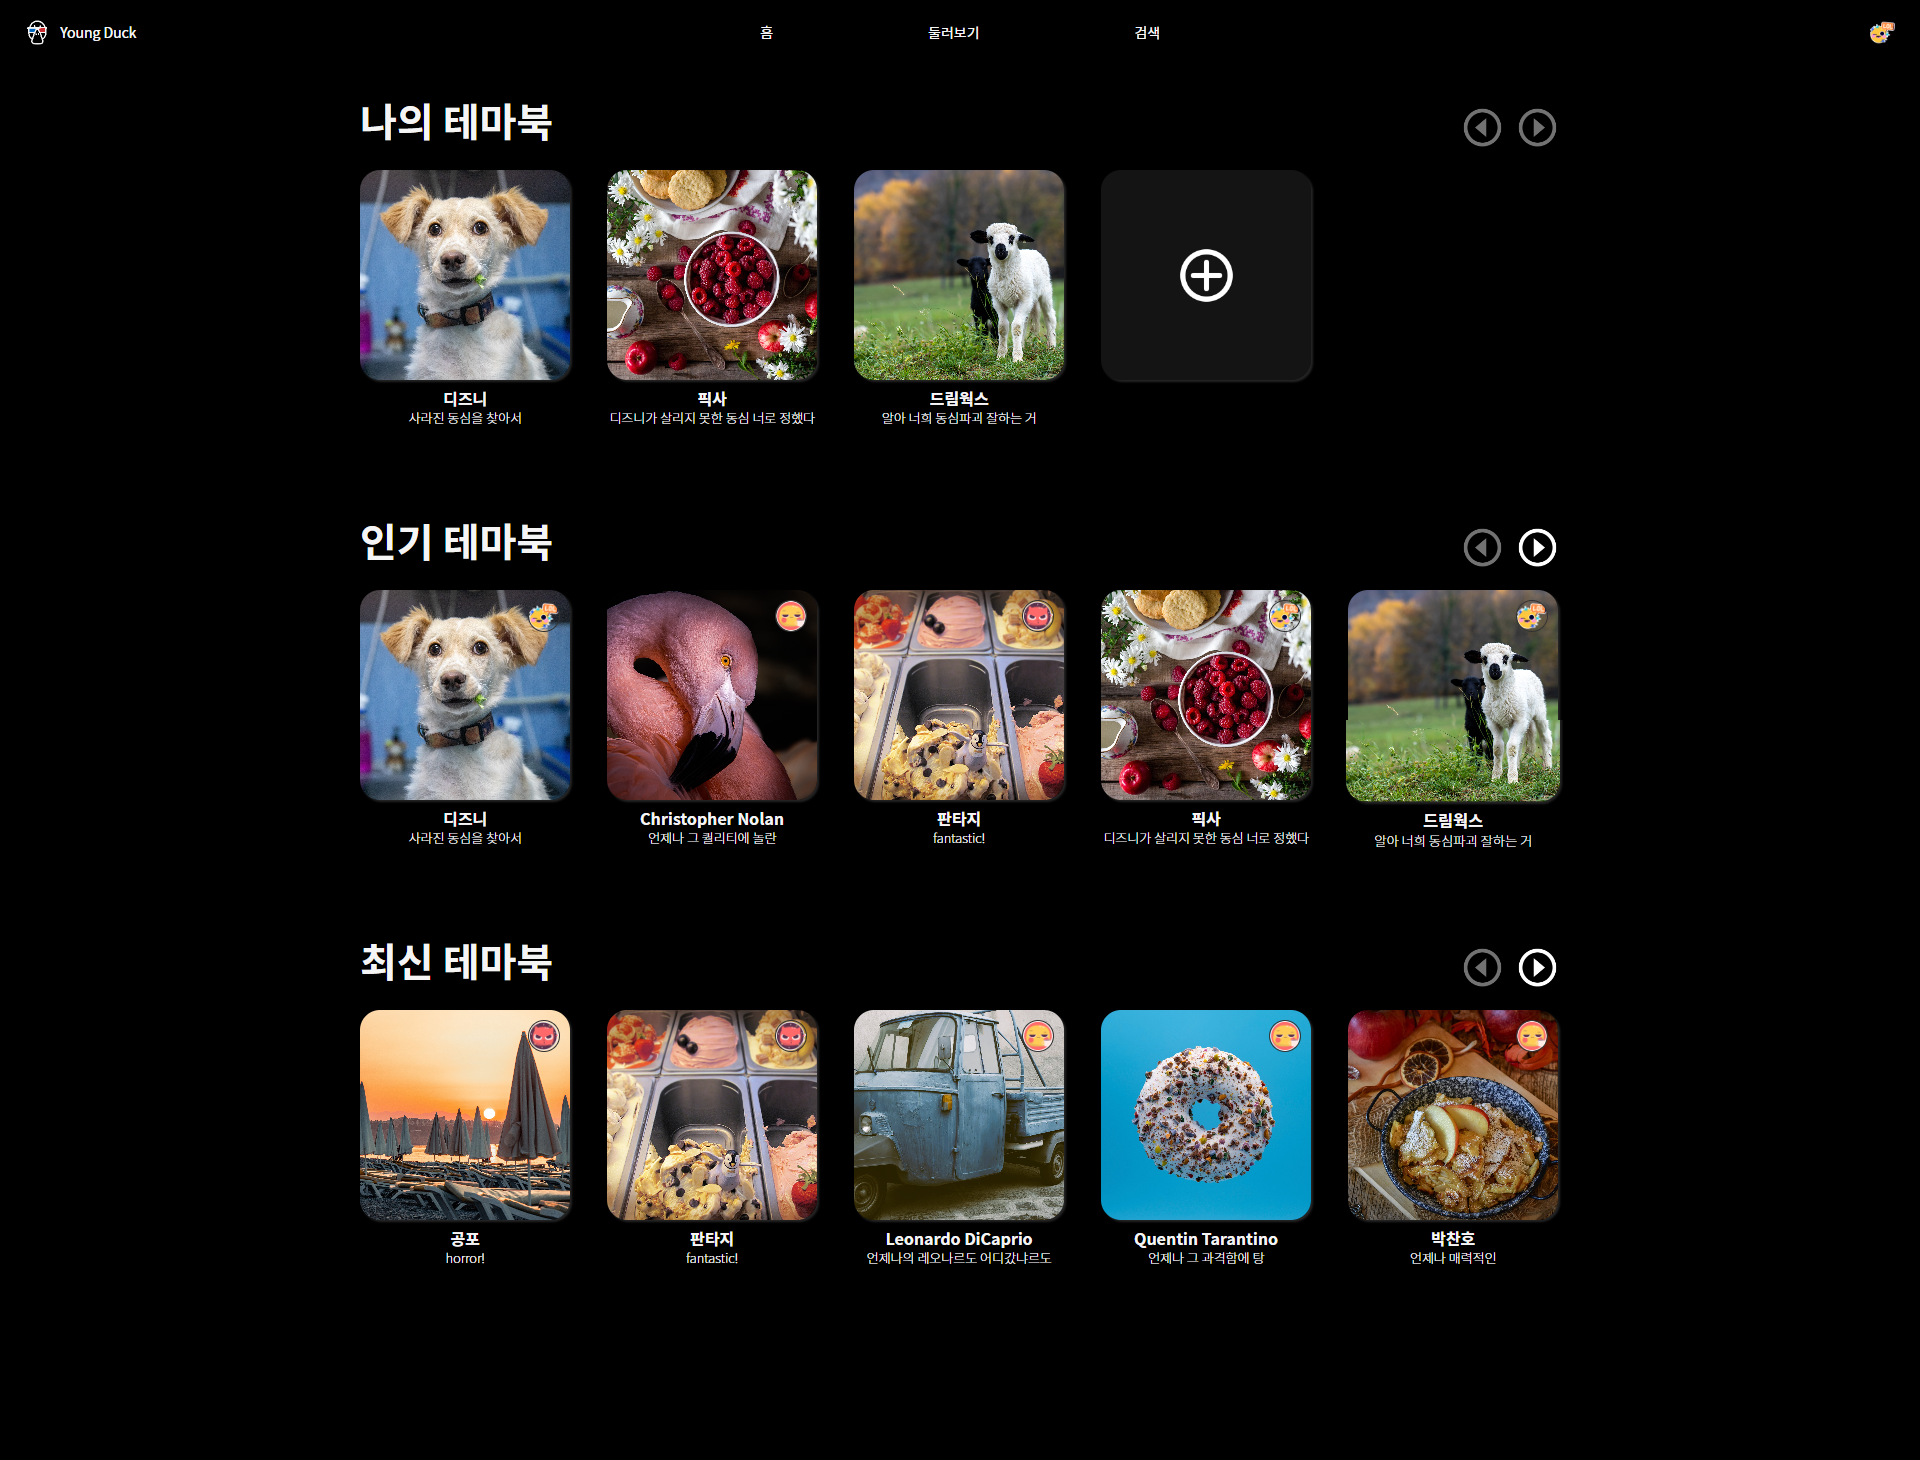 Young Duck
홈
둘러보기
검색
나의 테마북
디즈니
사라진 동심을 찾아서
픽사
디즈니가 살리지 못한 동심 너로 정했다
드림웍스
알아 너희 동심파괴 잘하는 거
인기 테마북
디즈니
사라진 동심을 찾아서
Christopher Nolan
언제나 그 퀄리티에 놀란
판타지
fantastic!
픽사
디즈니가 살리지 못한 동심 너로 정했다
드림웍스
알아 너희 동심파괴 잘하는 거
최신 테마북
공포
horror!
판타지
fantastic!
Leonardo DiCaprio
언제나의 레오나르도 어디갔냐르도
Quentin Tarantino
언제나 그 과격함에 탕
박찬호
언제나 매력적인